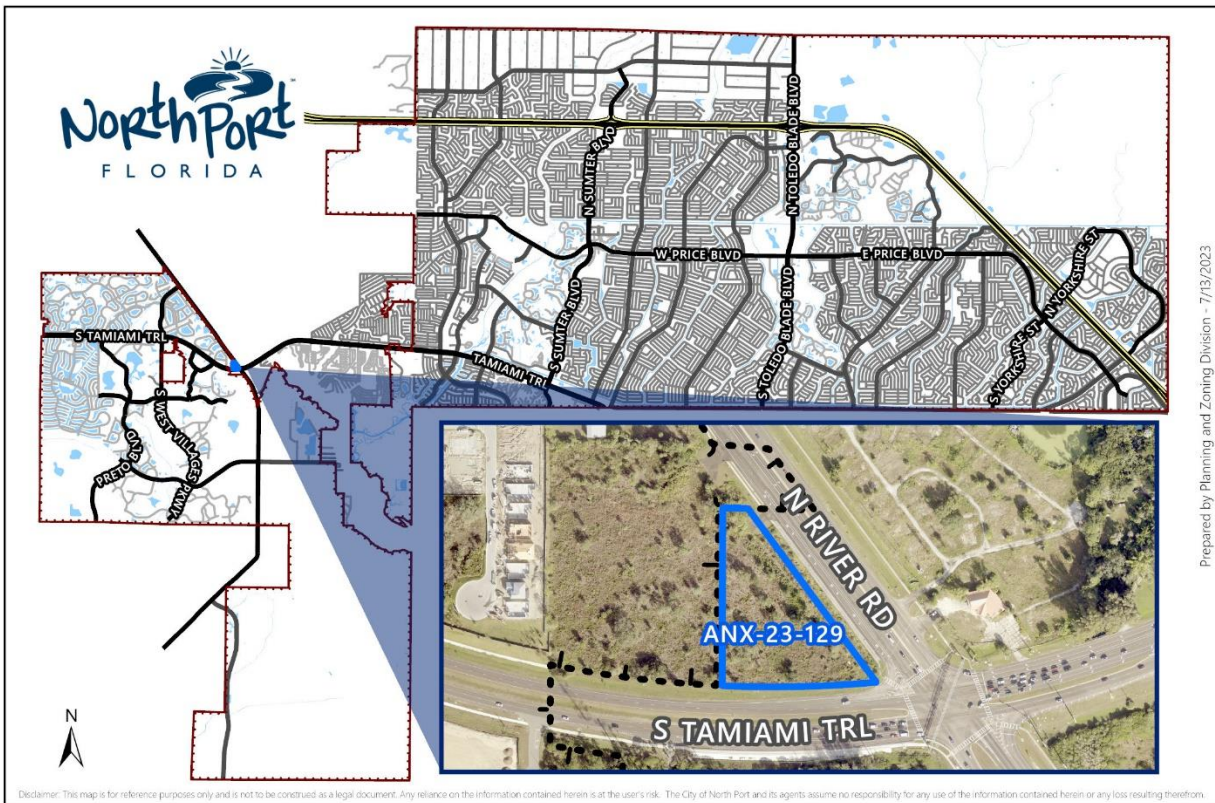 NorthPort
FLORIDA
N SUMTER BLVD
N TOLEDO BLADE BLVD
W PRICE BLVD
E PRICE BLVD
N YORKSHIRE ST
S SUMTER BLVD
S TOLEDO BLADE BLVD
S YORKSHIRE ST
S TAMIAMI TRL
TAMIAMI TRL
S WEST VILLAGES PKWY
PRETO BLVD
N RIVER RD
ANX-23-129
S TAMIAMI TRL
N
Prepared by Planning and Zoning Division - 7/13/2023
Disclaimer: This map is for reference purposes only and is not to be construed as a legal document. Any reliance on the information contained herein is at the user's risk. The City of North Port and its agents assume no responsibility for any use of the information contained herein or any loss resulting therefrom.